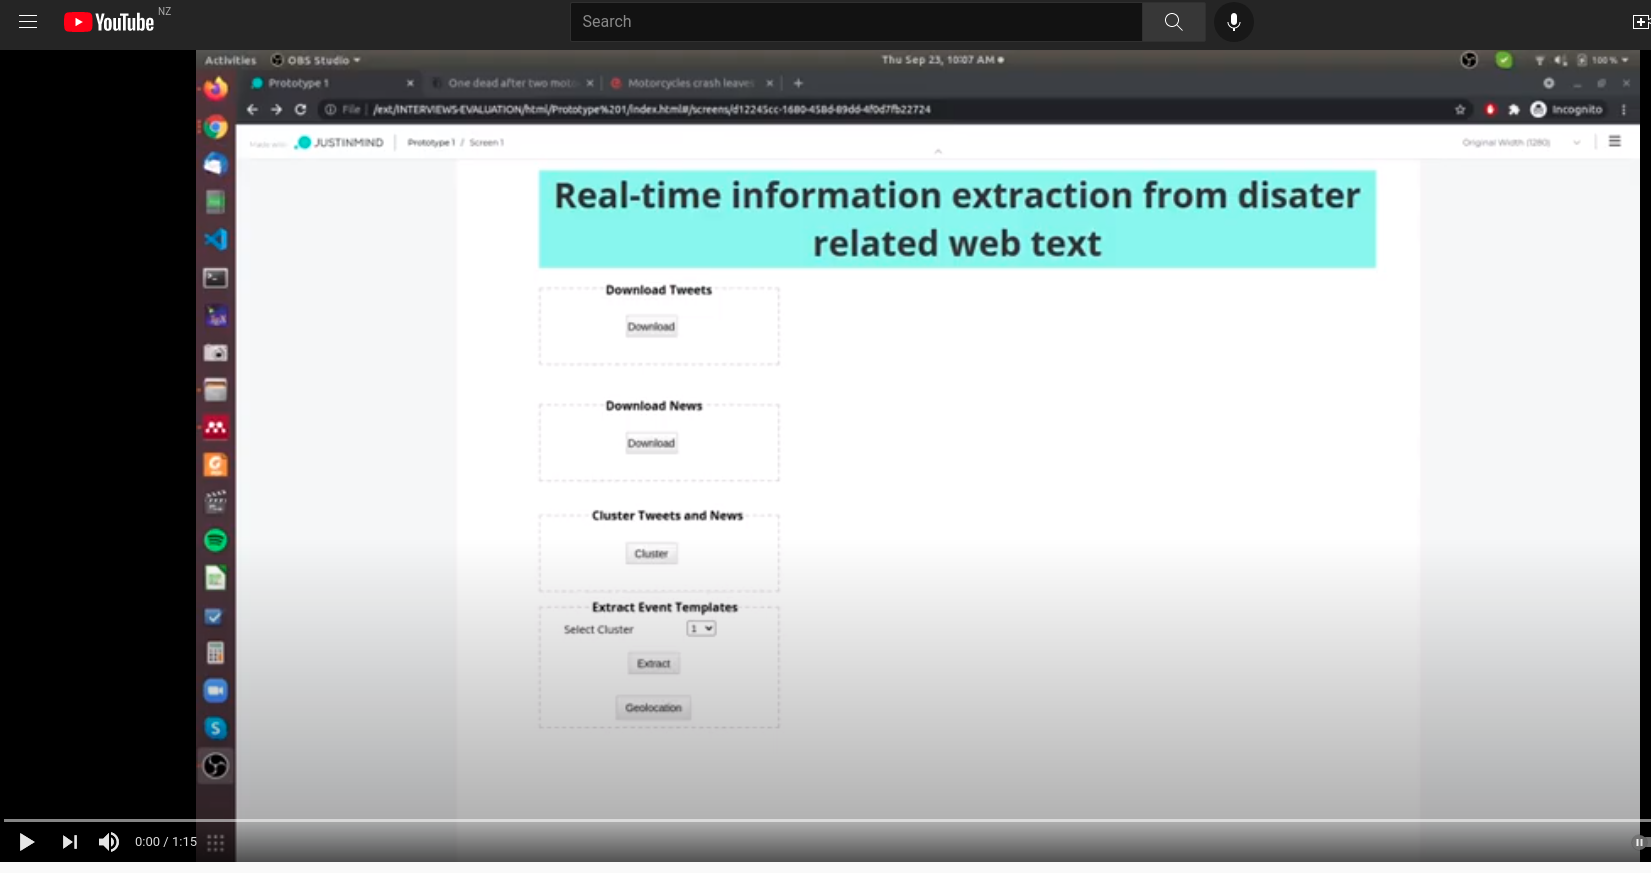 YouTube NZ
Search
Activities OBS Studio Thu Sep 23, 10:07 AM 100 %
Prototype 1 One dead after two moto Motorcycles crash leaves
File /ext/INTERVIEWS-EVALUATION/html/Prototype%201/index.html#/screens/d12245cc-1680-458d-89dd-4f0d7fb22724 Incognito
Made with JUSTINMIND Prototype 1 / Screen 1 Original Width (1280)
Real-time information extraction from disater
related web text
Download Tweets
Download
Download News
Download
Cluster Tweets and News
Cluster
Extract Event Templates
Select Cluster 1
Extract
Geolocation
0:00 / 1:15